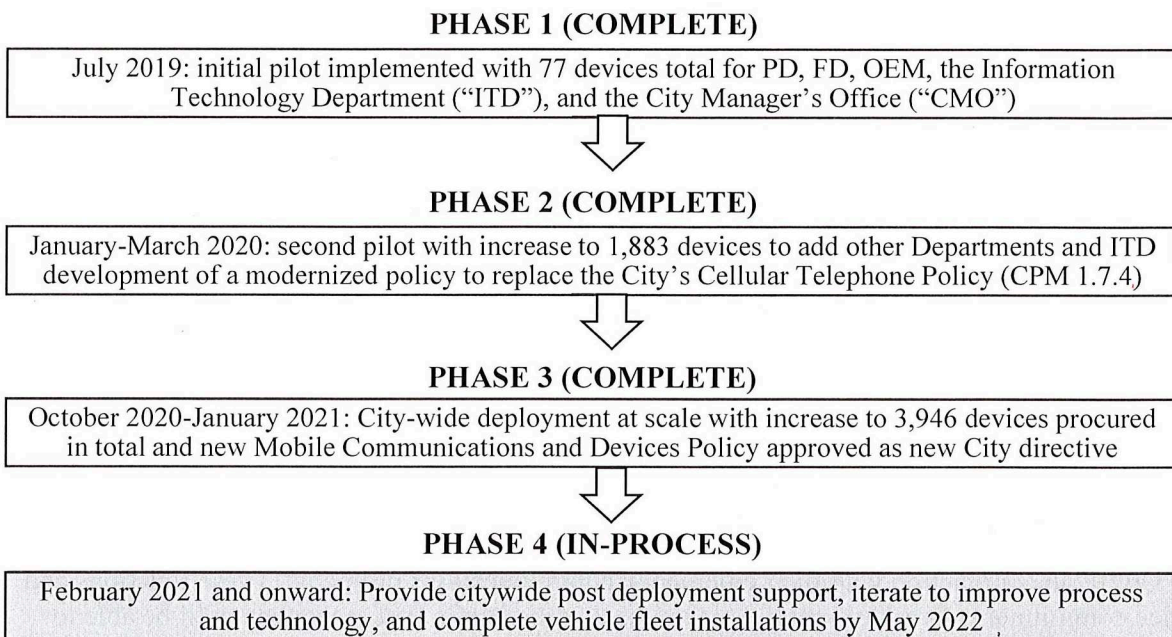 PHASE 1 (COMPLETE)
July 2019: initial pilot implemented with 77 devices total for PD, FD, OEM, the Information
Technology Department (“ITD”), and the City Manager’s Office (“CMO”)
PHASE 2 (COMPLETE)
January-March 2020: second pilot with increase to 1,883 devices to add other Departments and ITD
development of a modernized policy to replace the City’s Cellular Telephone Policy (CPM 1.7.4)
PHASE 3 (COMPLETE)
October 2020-January 2021: City-wide deployment at scale with increase to 3,946 devices procured
in total and new Mobile Communications and Devices Policy approved as new City directive
PHASE 4 (IN-PROCESS)
February 2021 and onward: Provide citywide post deployment support, iterate to improve process
and technology, and complete vehicle fleet installations by May 2022